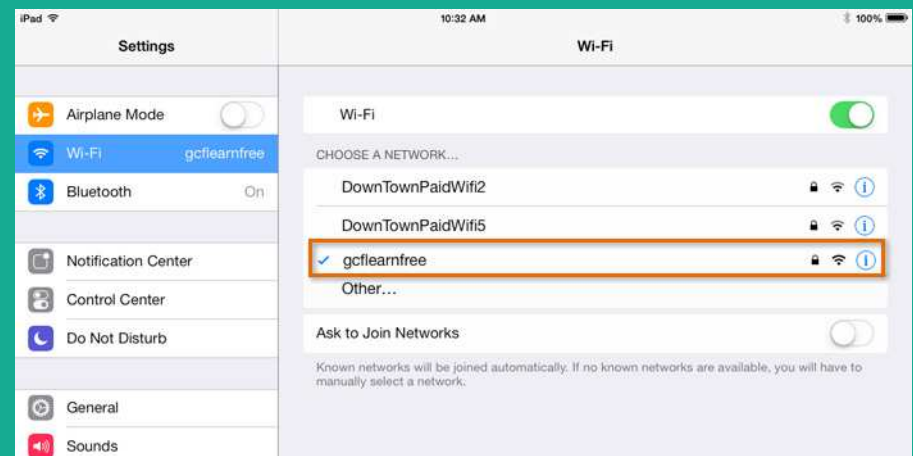 iPad 10:32 AM 100%
Settings
Wi-Fi
Airplane Mode
Wi-Fi gcflearnfree
Bluetooth On
Notification Center
Control Center
Do Not Disturb
General
Sounds
Wi-Fi
CHOOSE A NETWORK...
DownTownPaidWifi2
DownTownPaidWifi5
gcflearnfree
Other...
Ask to Join Networks
Known networks will be joined automatically. If no known networks are available, you will have to
manually select a network.